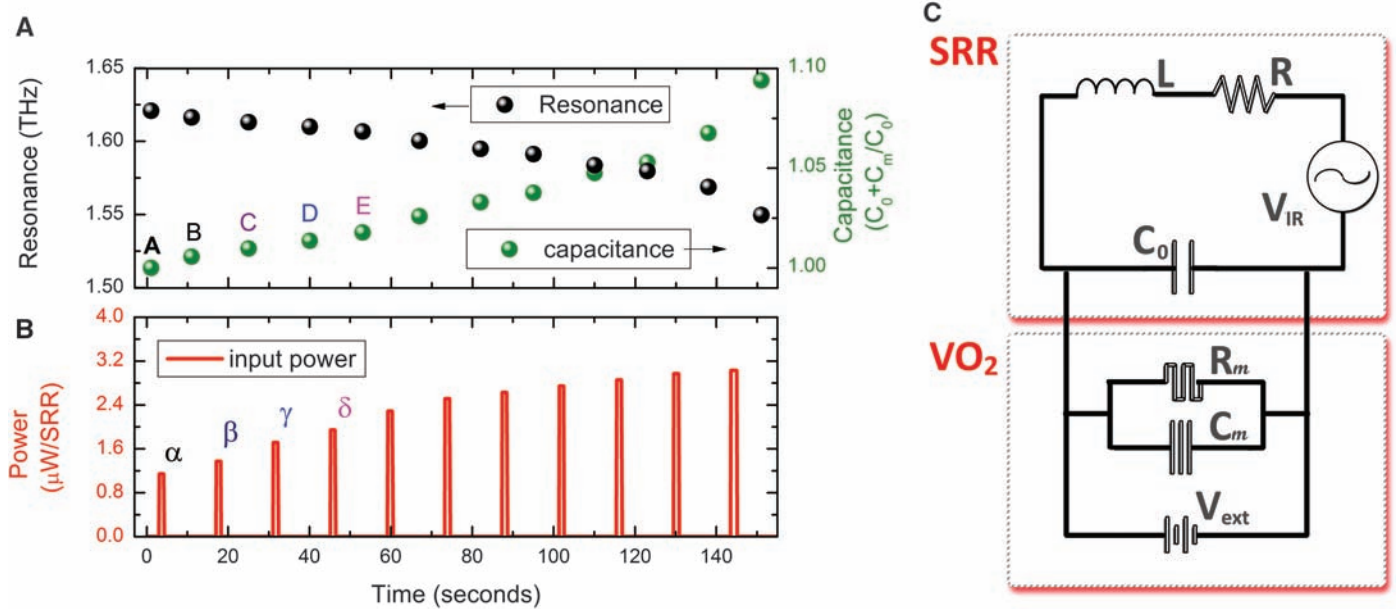 A
Resonance (THz)
1.65
1.60
1.55
1.50
Resonance
capacitance
A
B
C
D
E
1.10
1.05
1.00
Capacitance
(C₀+Cₘ/C₀)
B
Power
(μW/SRR)
4.0
3.2
2.4
1.6
0.8
0.0
input power
α
β
γ
δ
0 20 40 60 80 100 120 140
Time (seconds)
C
SRR
L
R
V_IR
C₀
VO₂
Rₘ
Cₘ
V_ext